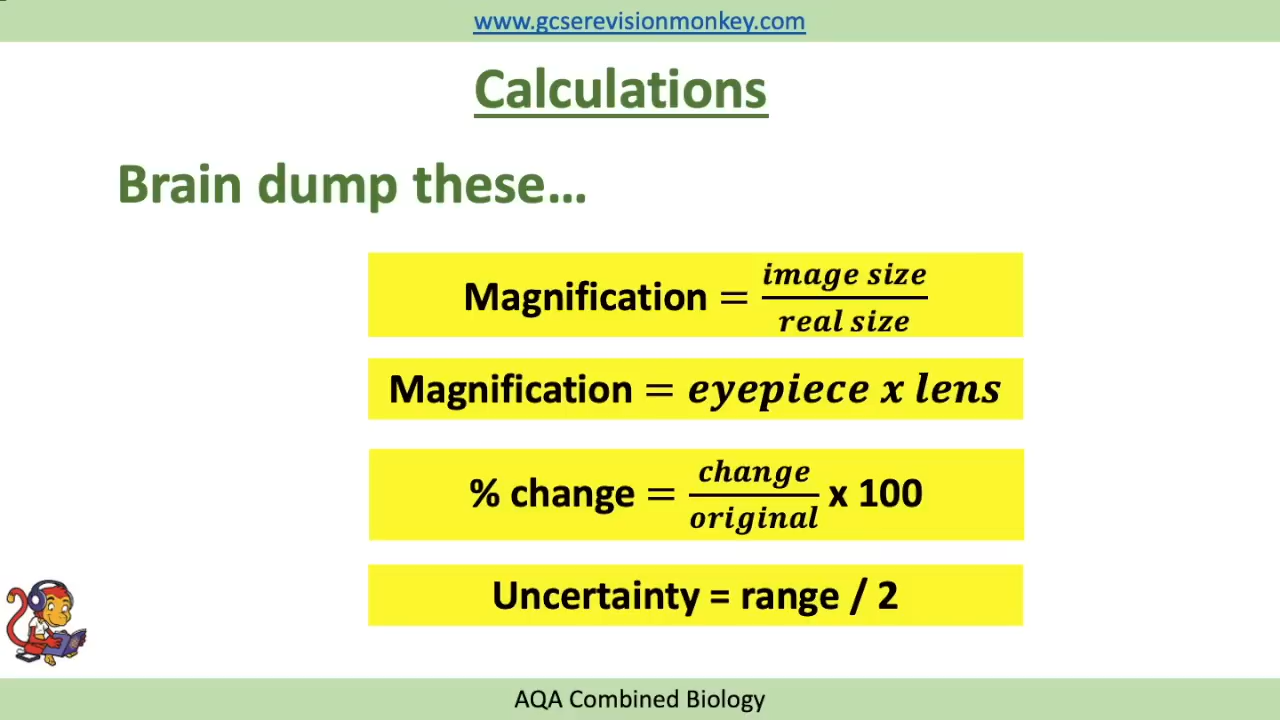 www.gcserevisionmonkey.com
Calculations
Brain dump these…
Magnification = image size / real size
Magnification = eyepiece x lens
% change = change / original x 100
Uncertainty = range / 2
AQA Combined Biology